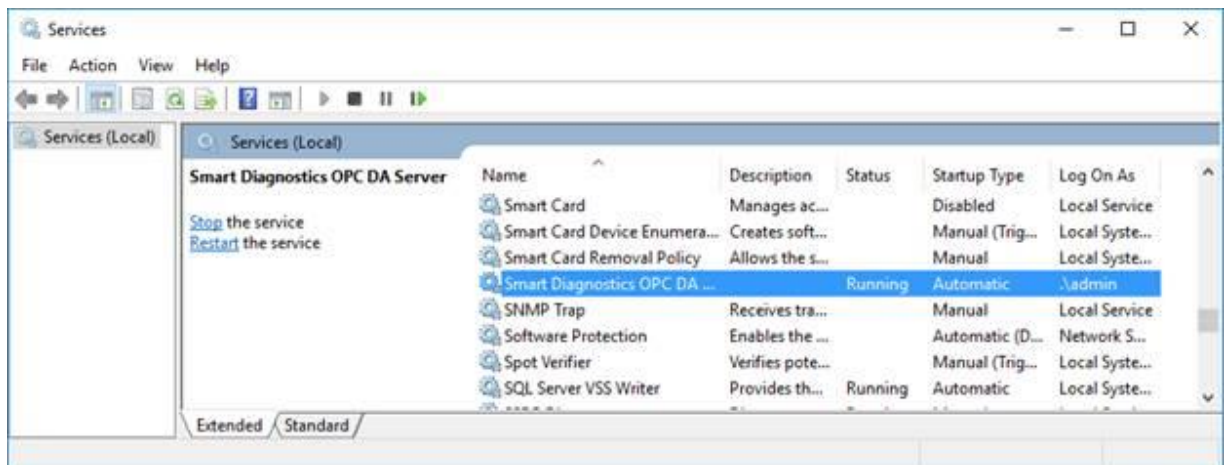 Services
File Action View Help
Services (Local)
Services (Local)
Smart Diagnostics OPC DA Server
Stop the service
Restart the service
Name Description Status Startup Type Log On As
Smart Card Manages ac... Disabled Local Service
Smart Card Device Enumera... Creates soft... Manual (Trig... Local Syste...
Smart Card Removal Policy Allows the s... Manual Local Syste...
Smart Diagnostics OPC DA ... Running Automatic .\admin
SNMP Trap Receives tra... Manual Local Service
Software Protection Enables the ... Automatic (D... Network S...
Spot Verifier Verifies pote... Manual (Trig... Local Syste...
SQL Server VSS Writer Provides th... Running Automatic Local Syste...
Extended Standard